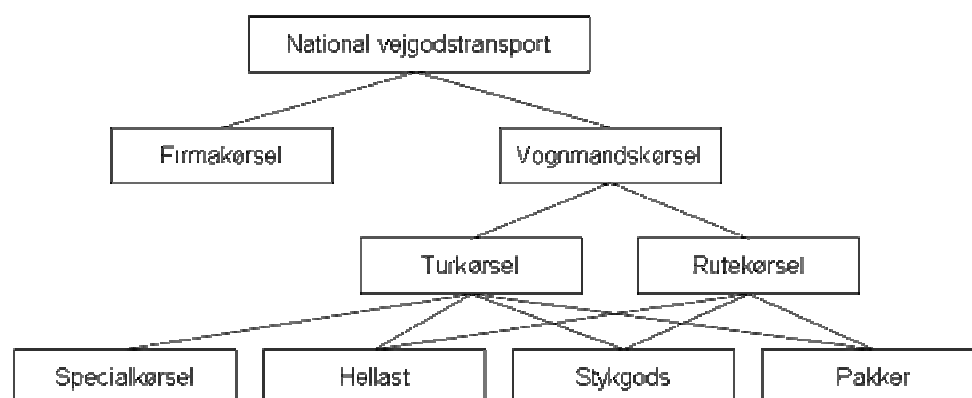 National vejgodstransport
Firmakørsel
Vognmandskørsel
Turkørsel
Rutekørsel
Specialkørsel
Hellast
Stykgods
Pakker